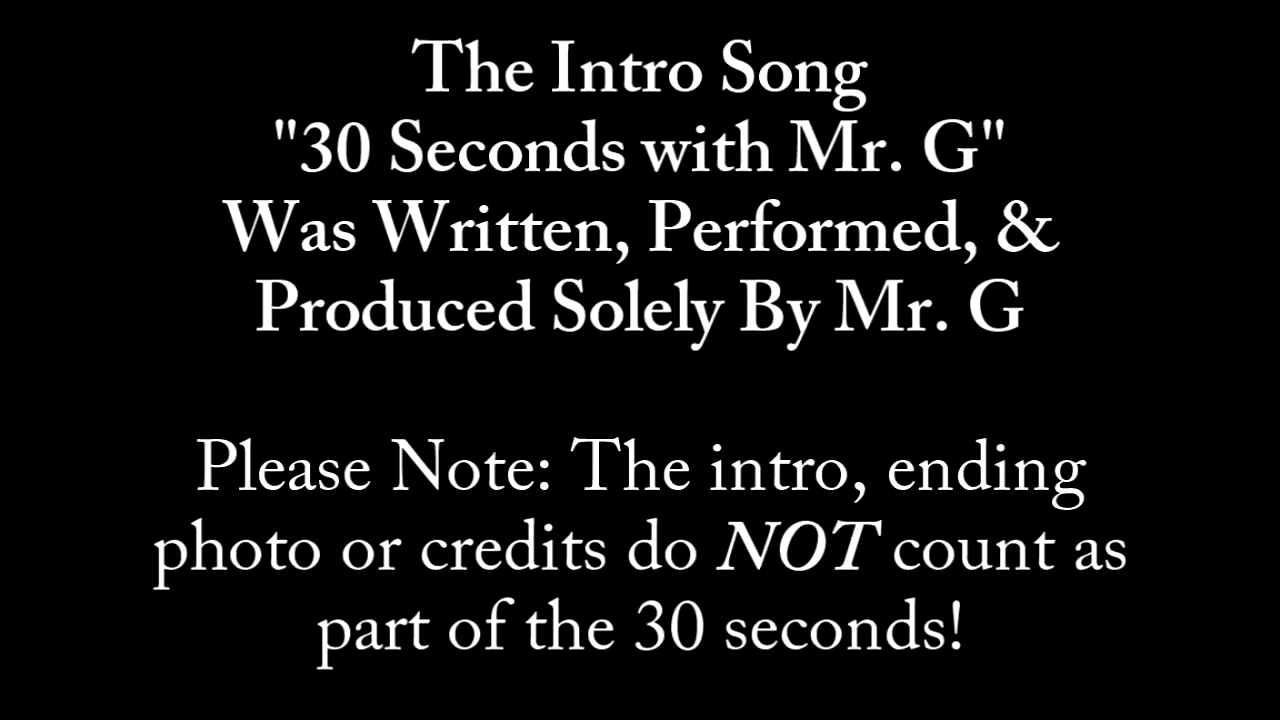 The Intro Song
"30 Seconds with Mr. G"
Was Written, Performed, &
Produced Solely By Mr. G
Please Note: The intro, ending
photo or credits do NOT count as
part of the 30 seconds!